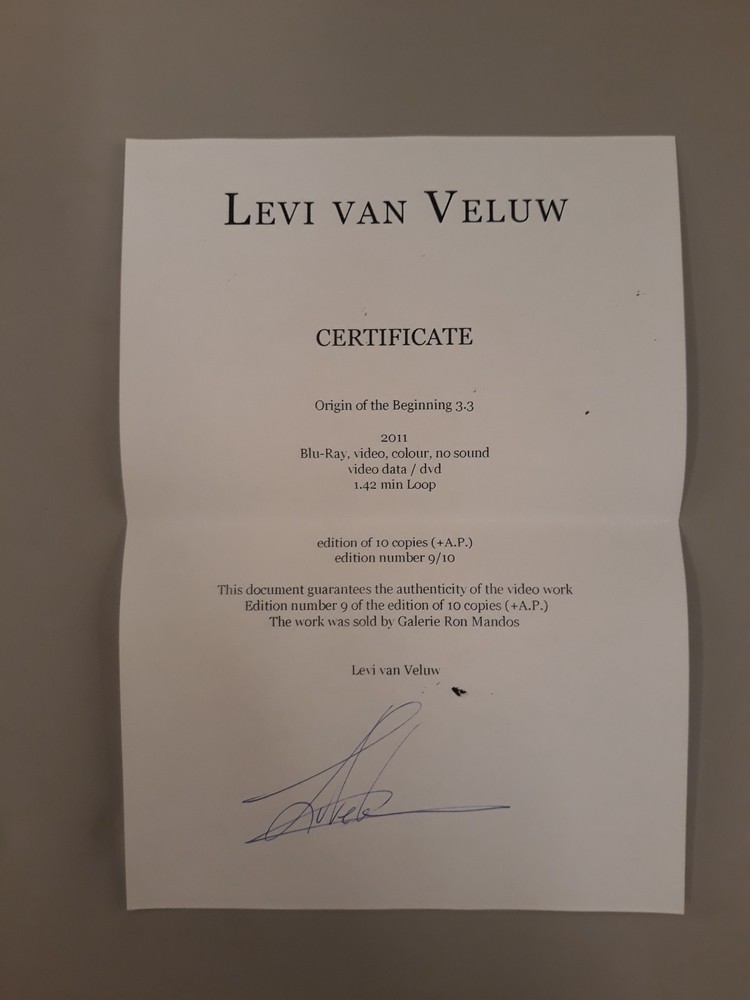 LEVI VAN VELUW
CERTIFICATE
Origin of the Beginning 3.3
2011
Blu-Ray, video, colour, no sound
video data / dvd
1.42 min Loop
edition of 10 copies (+A.P.)
edition number 9/10
This document guarantees the authenticity of the video work
Edition number 9 of the edition of 10 copies (+A.P.)
The work was sold by Galerie Ron Mandos
Levi van Veluw